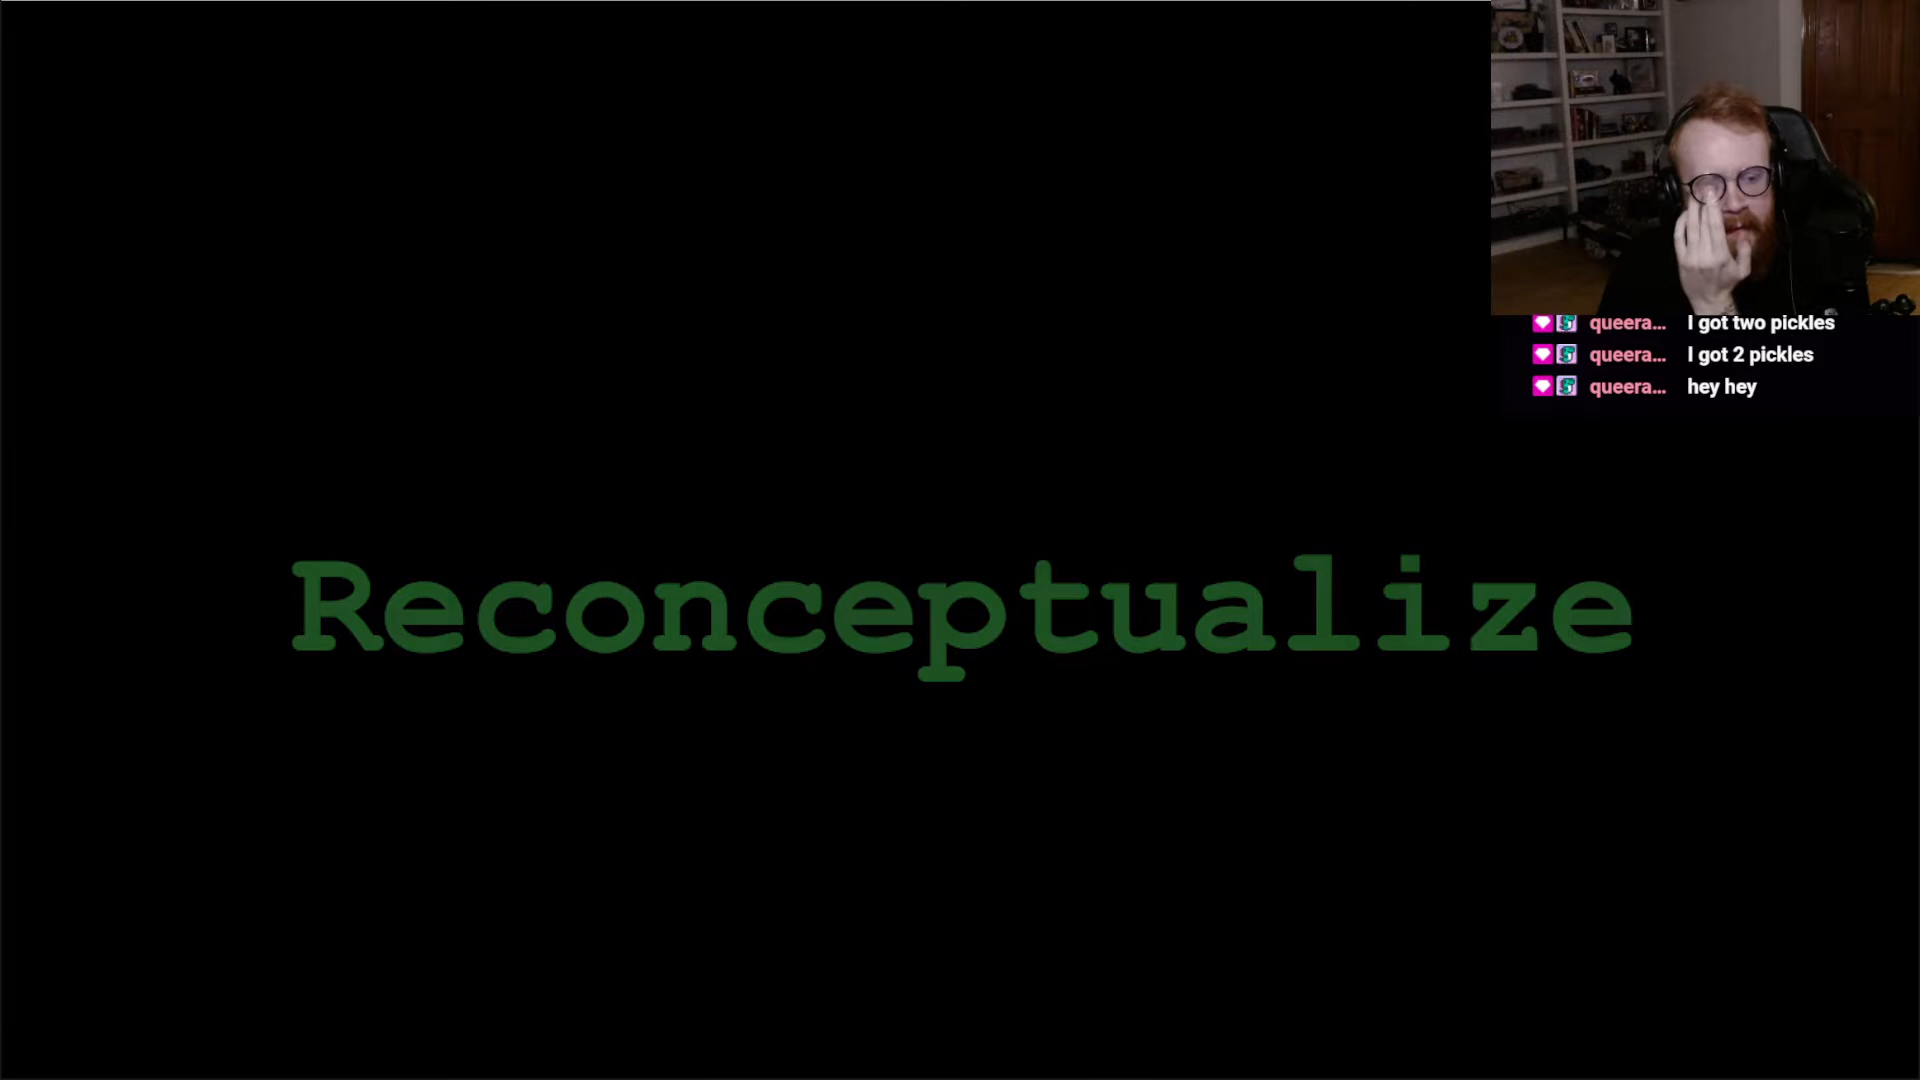 queera... I got two pickles
queera... I got 2 pickles
queera... hey hey
Reconceptualize